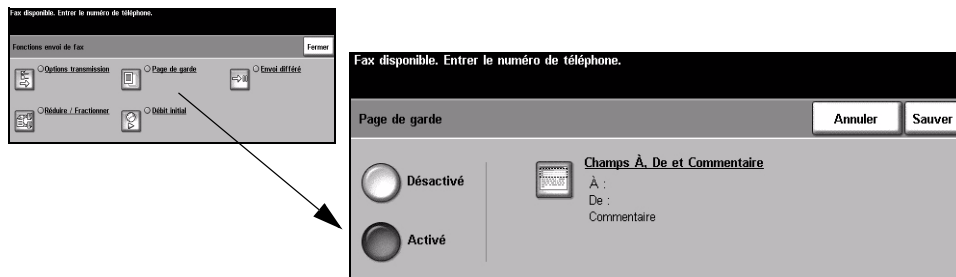 Fax disponible. Entrer le numéro de téléphone.
Fonctions envoi de fax
Fermer
Options transmission
Page de garde
Envoi différé
Réduire / Fractionner
Débit initial
Fax disponible. Entrer le numéro de téléphone.
Page de garde
Annuler
Sauver
Désactivé
Activé
Champs À, De et Commentaire
À :
De :
Commentaire